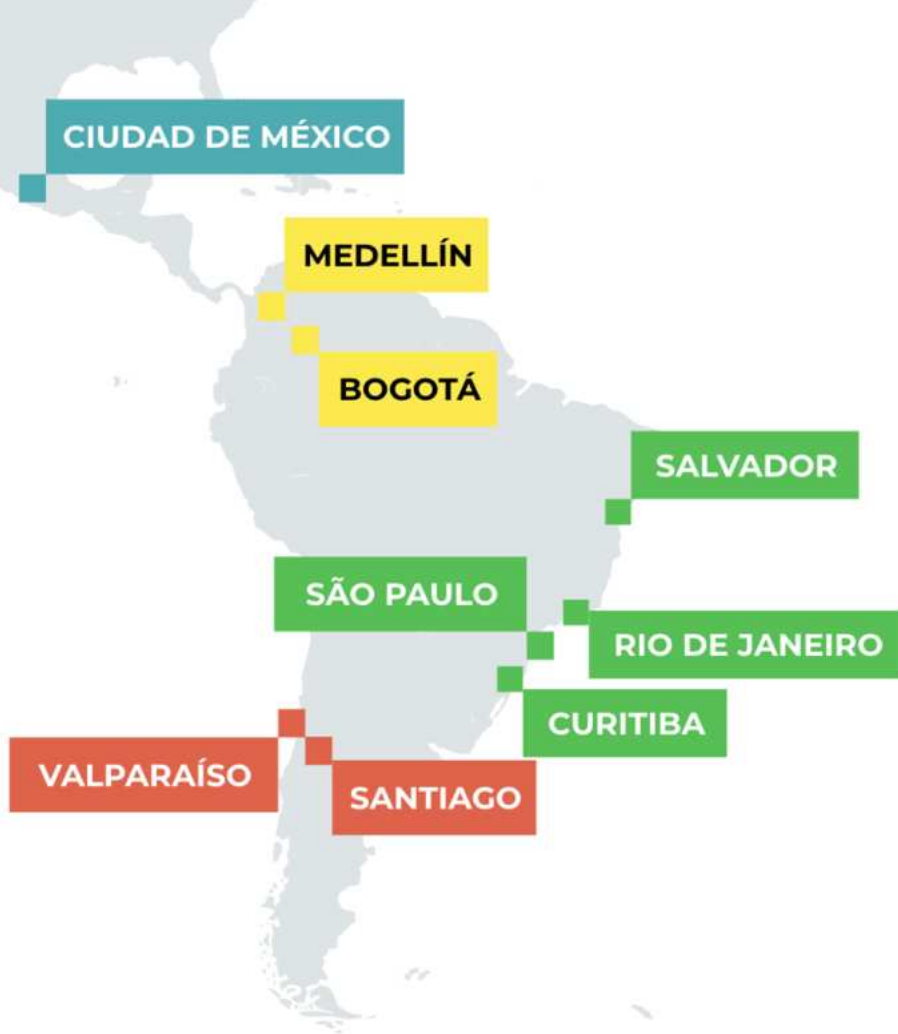 CIUDAD DE MÉXICO
MEDELLÍN
BOGOTÁ
SALVADOR
SÃO PAULO
RIO DE JANEIRO
CURITIBA
VALPARAÍSO
SANTIAGO